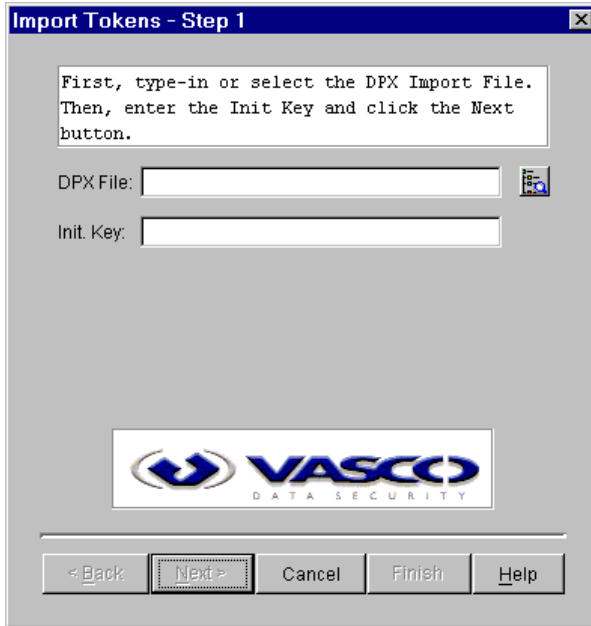 Import Tokens - Step 1
First, type-in or select the DPX Import File.
Then, enter the Init Key and click the Next
button.
DPX File:
Init. Key:
VASCO
DATA SECURITY
< Back Next > Cancel Finish Help